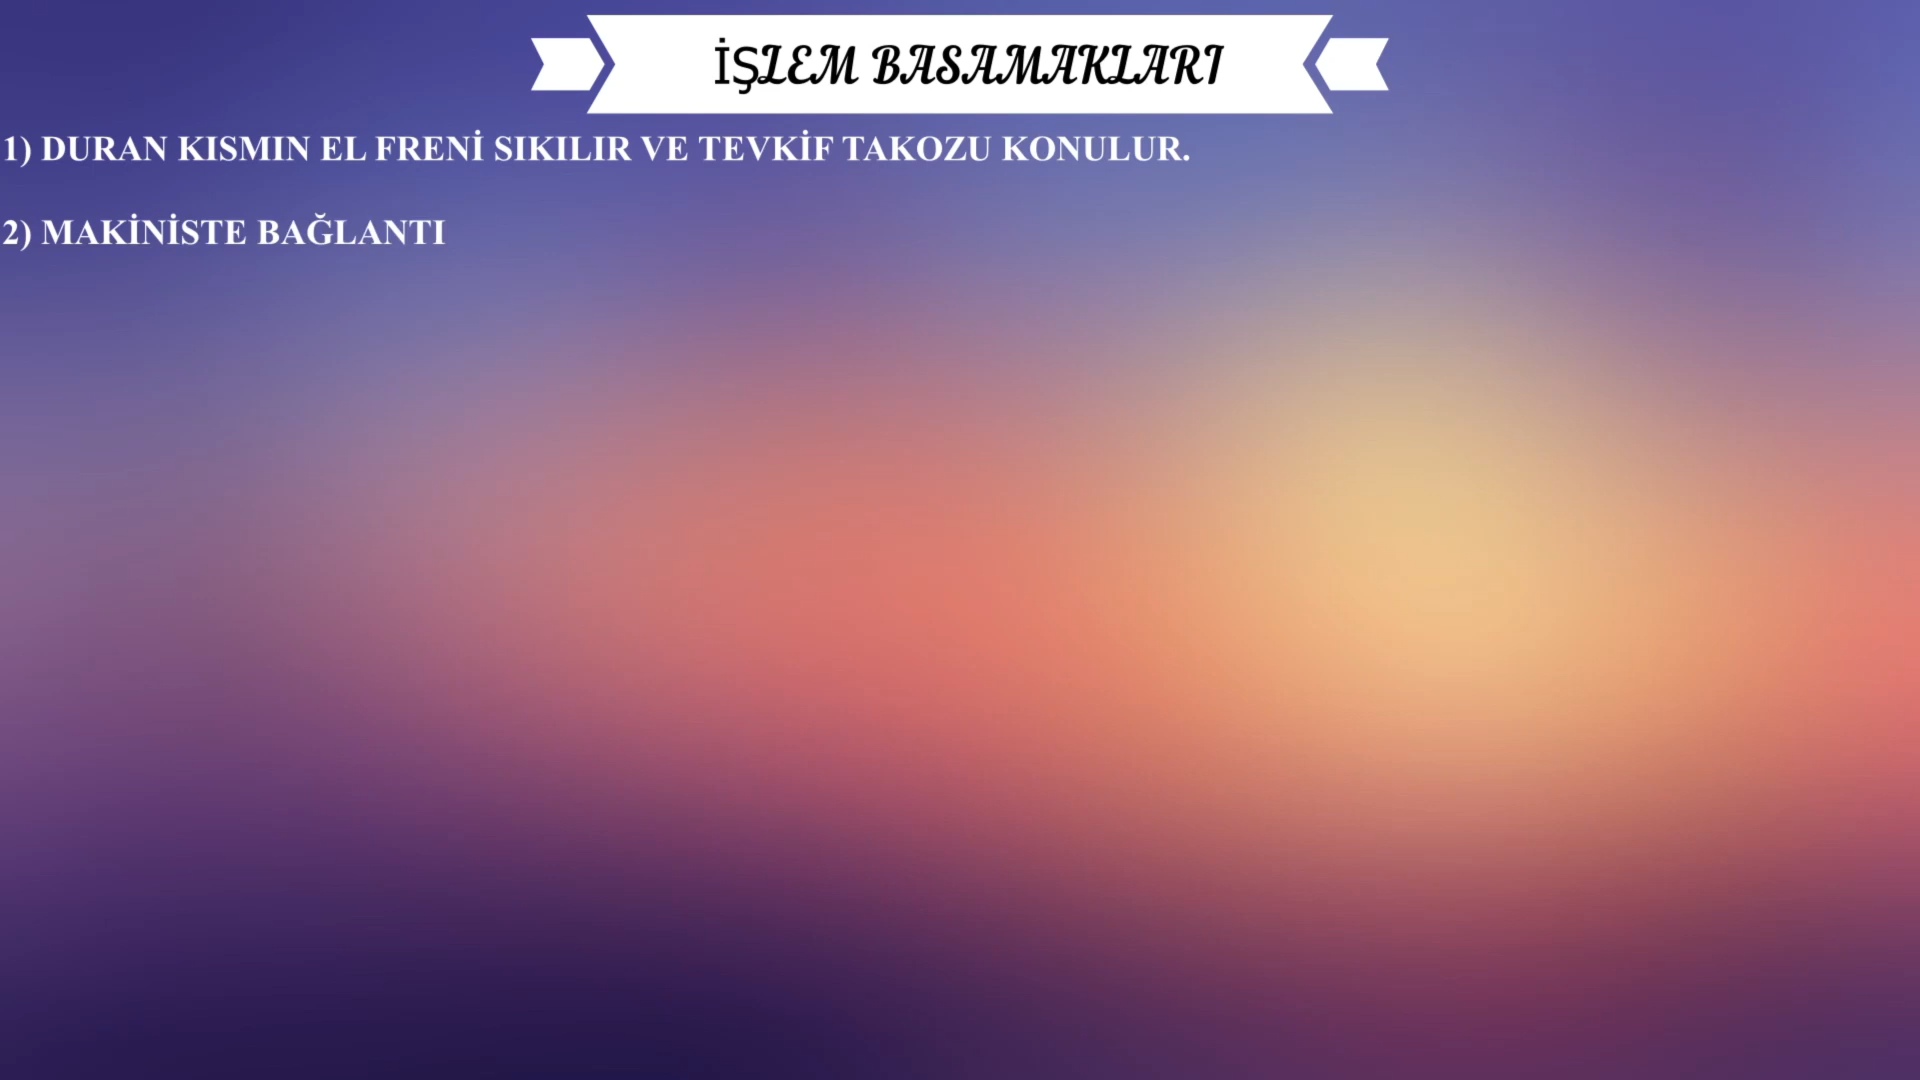 İŞLEM BASAMAKLARI
1) DURAN KISMIN EL FRENİ SIKILIR VE TEVKİF TAKOZU KONULUR.
2) MAKİNİSTE BAĞLANTI